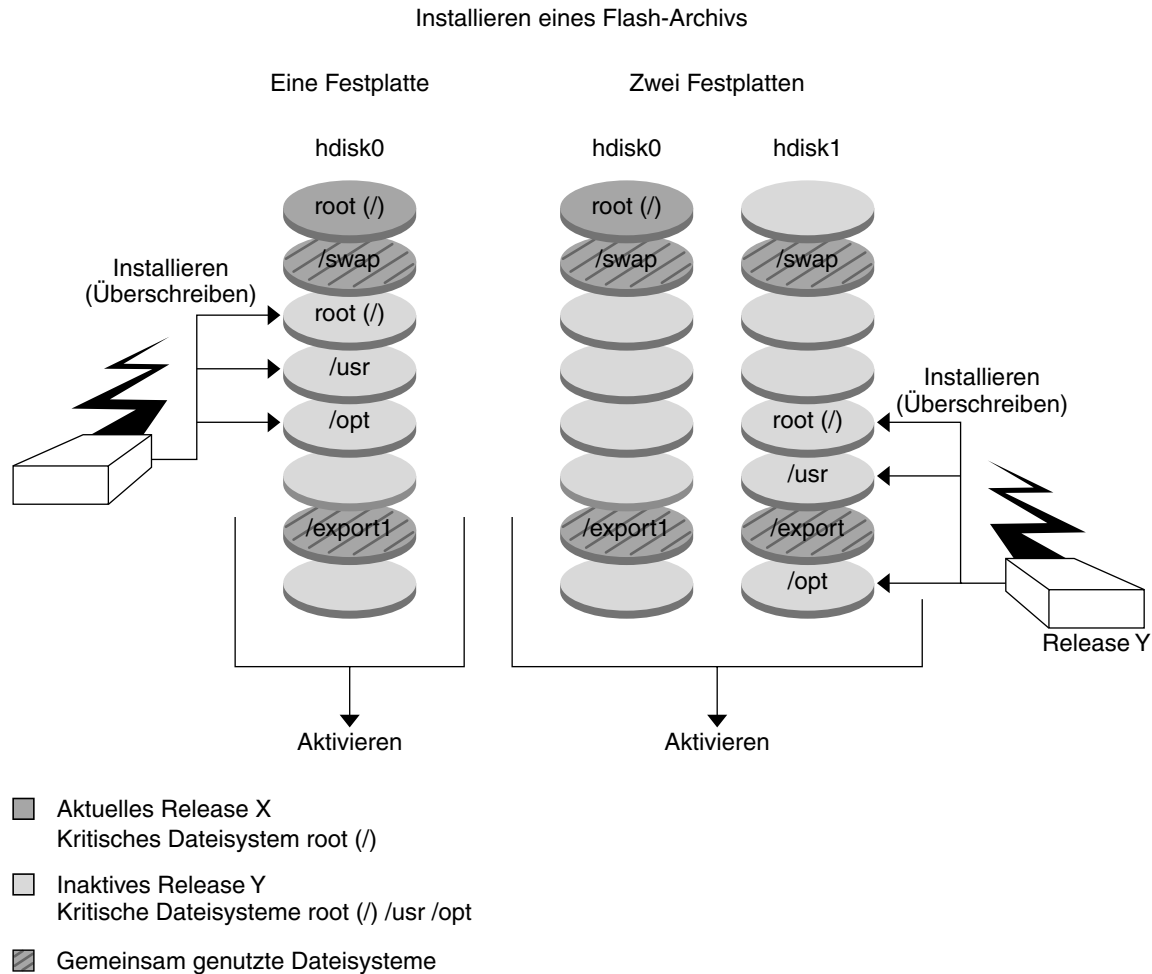 Installieren eines Flash-Archivs
Eine Festplatte
Zwei Festplatten
hdisk0
hdisk0
hdisk1
root (/)
/swap
root (/)
/usr
/opt
/export1
Installieren
(Überschreiben)
root (/)
/swap
/export1
/swap
root (/)
/usr
/export
/opt
Installieren
(Überschreiben)
Release Y
Aktivieren
Aktivieren
Aktuelles Release X
Kritisches Dateisystem root (/)
Inaktives Release Y
Kritische Dateisysteme root (/) /usr /opt
Gemeinsam genutzte Dateisysteme